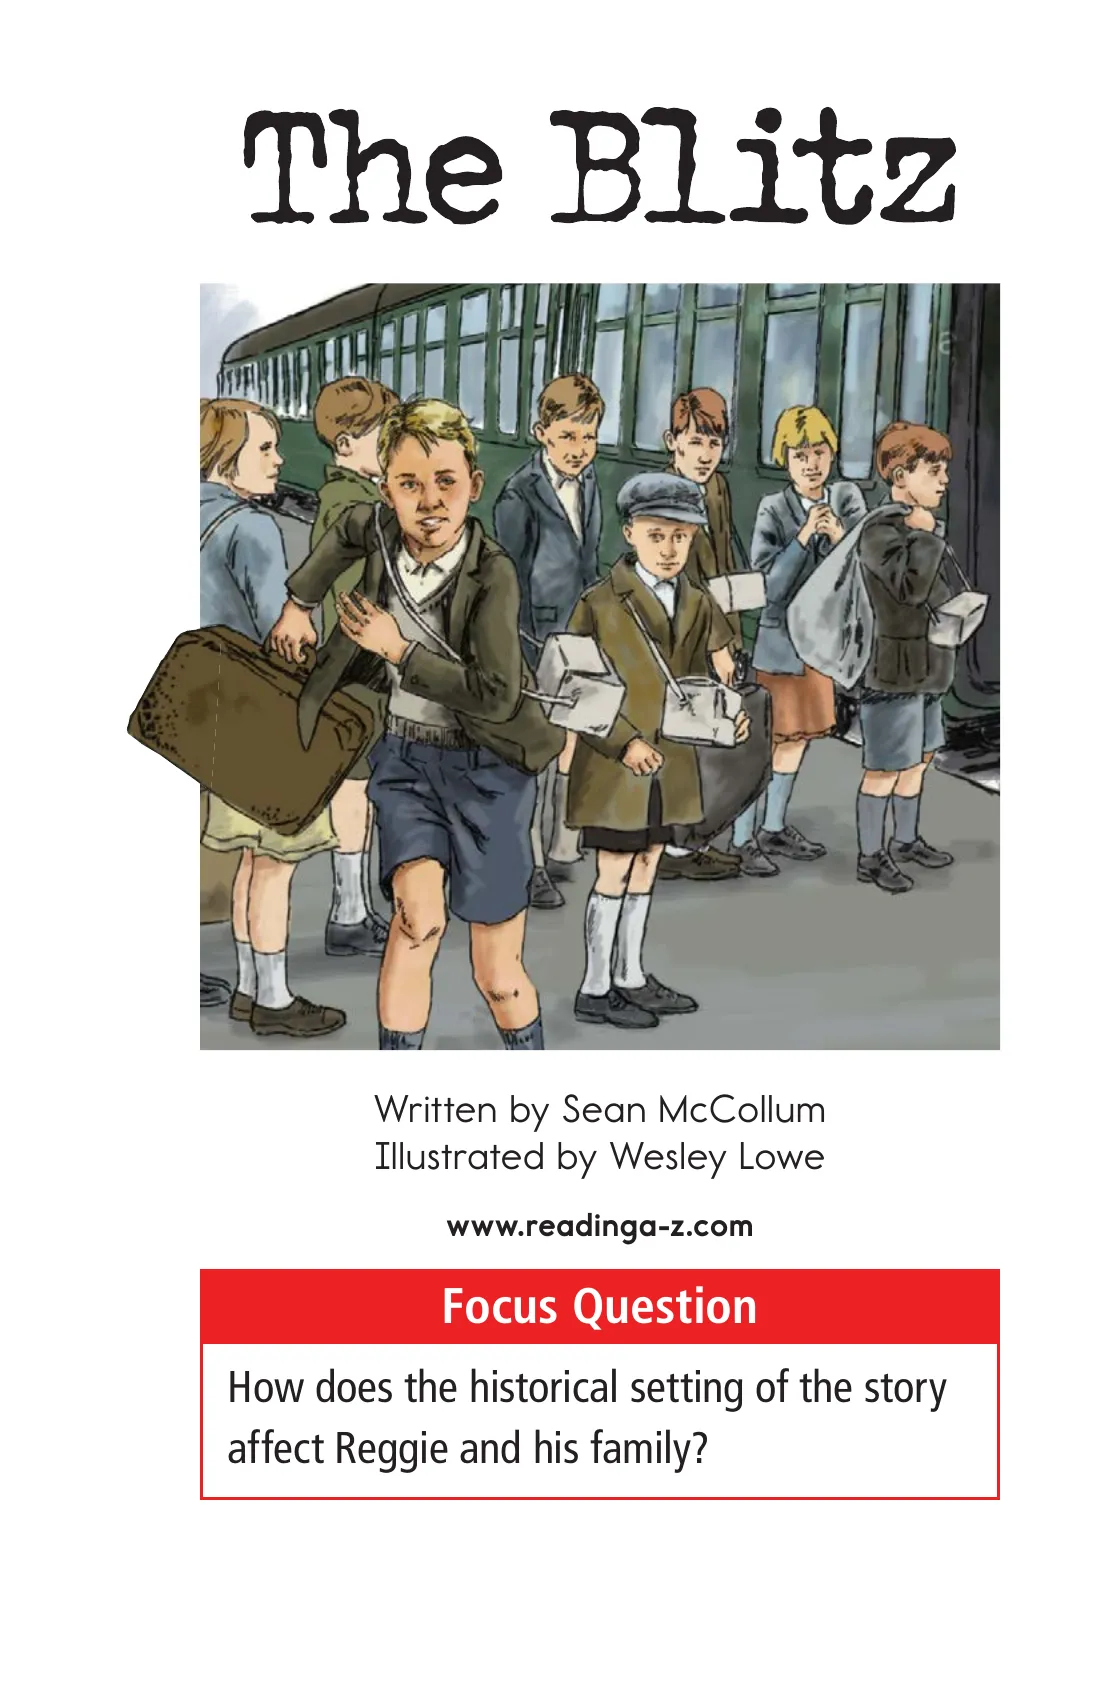 The Blitz
Written by Sean McCollum
Illustrated by Wesley Lowe
www.readinga-z.com
Focus Question
How does the historical setting of the story
affect Reggie and his family?